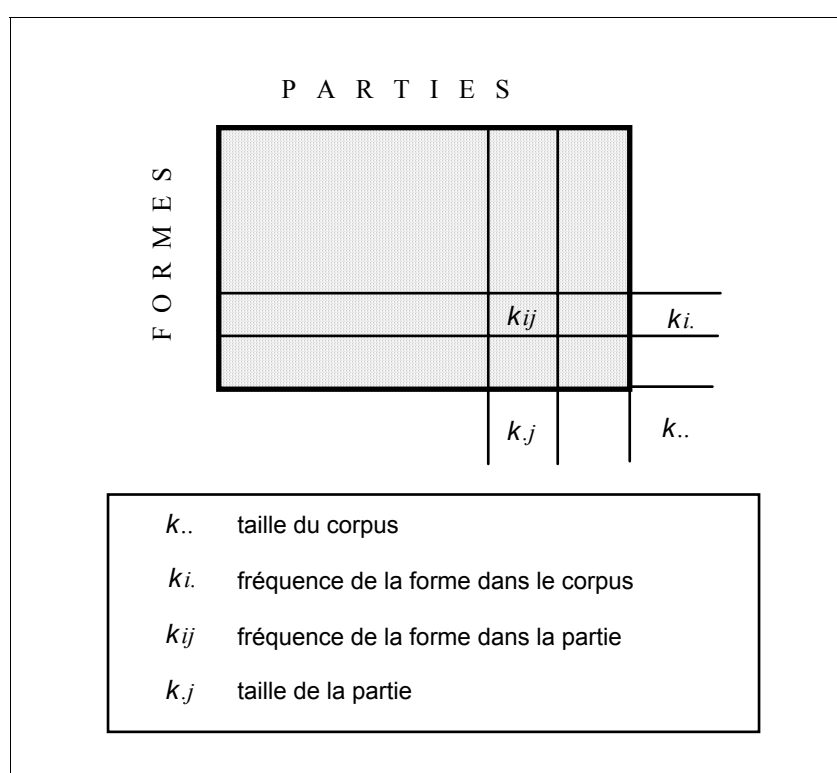 P A R T I E S
F O R M E S
kij
ki.
k.j
k..
k.. taille du corpus
ki. fréquence de la forme dans le corpus
kij fréquence de la forme dans la partie
k.j taille de la partie